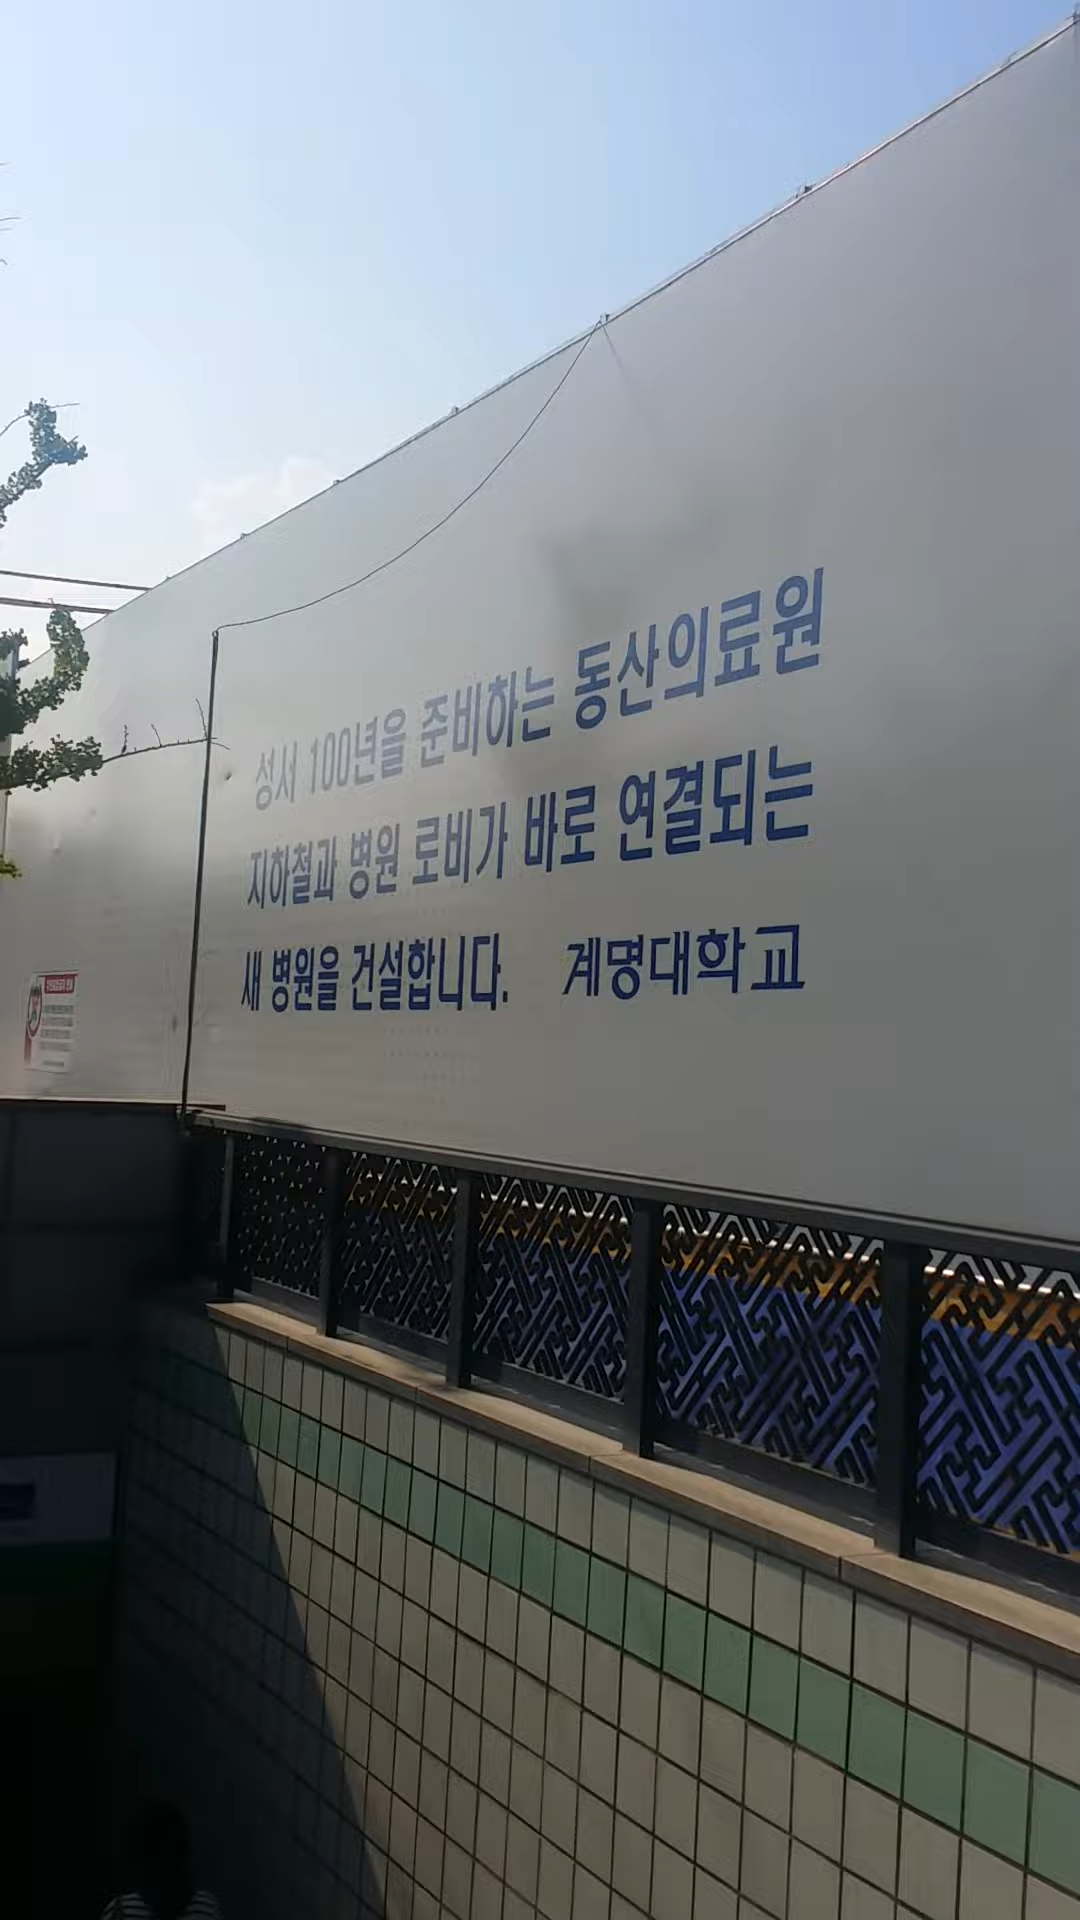 성서 100년을 준비하는 동산의료원
지하철과 병원 로비가 바로 연결되는
새 병원을 건설합니다. 계명대학교